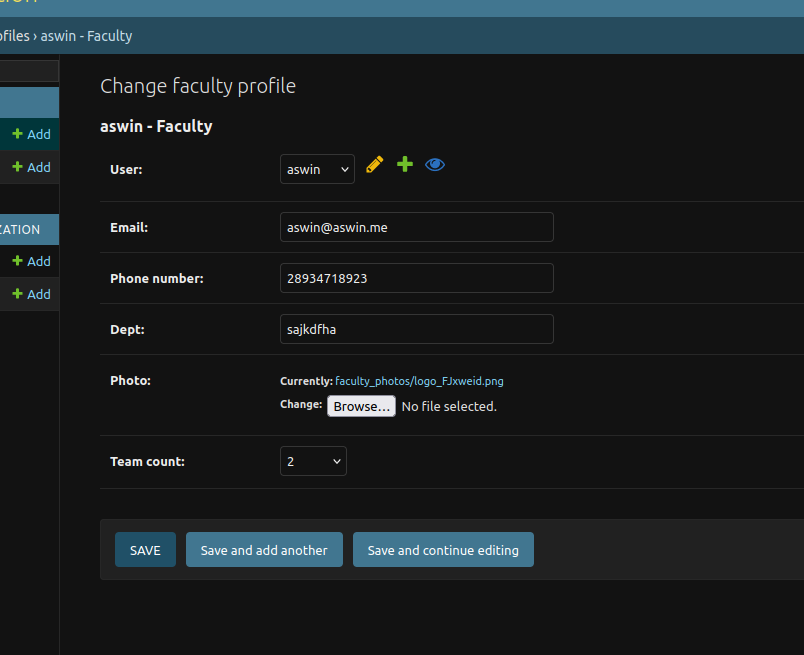 ofiles › aswin - Faculty
Change faculty profile
aswin - Faculty
Add
User:
aswin
Add
Email:
aswin@aswin.me
ZATION
Add
Phone number:
28934718923
Add
Dept:
sajkdfha
Photo:
Currently: faculty_photos/logo_FJxweid.png
Change: Browse... No file selected.
Team count:
2
SAVE
Save and add another
Save and continue editing